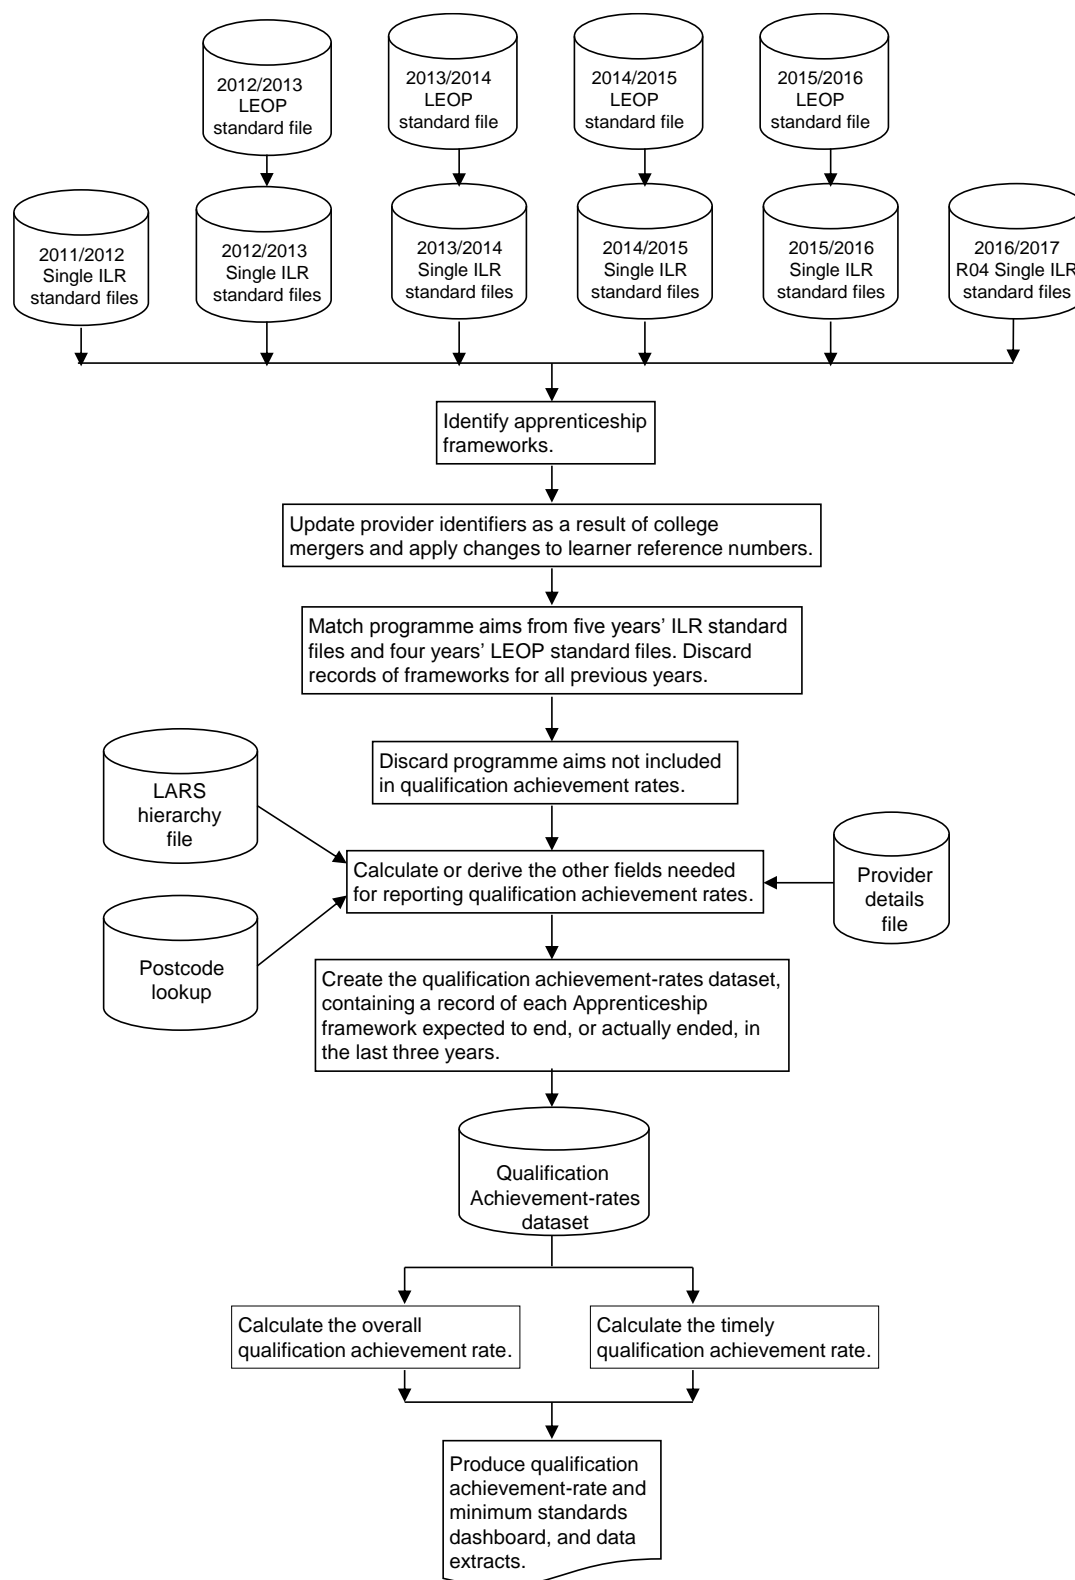 2012/2013
LEOP
standard file
2013/2014
LEOP
standard file
2014/2015
LEOP
standard file
2015/2016
LEOP
standard file
2011/2012
Single ILR
standard files
2012/2013
Single ILR
standard files
2013/2014
Single ILR
standard files
2014/2015
Single ILR
standard files
2015/2016
Single ILR
standard files
2016/2017
R04 Single ILR
standard files
Identify apprenticeship
frameworks.
Update provider identifiers as a result of college
mergers and apply changes to learner reference numbers.
Match programme aims from five years’ ILR standard
files and four years’ LEOP standard files. Discard
records of frameworks for all previous years.
Discard programme aims not included
in qualification achievement rates.
LARS
hierarchy
file
Calculate or derive the other fields needed
for reporting qualification achievement rates.
Provider
details
file
Postcode
lookup
Create the qualification achievement-rates dataset,
containing a record of each Apprenticeship
framework expected to end, or actually ended, in
the last three years.
Qualification
Achievement-rates
dataset
Calculate the overall
qualification achievement rate.
Calculate the timely
qualification achievement rate.
Produce qualification
achievement-rate and
minimum standards
dashboard, and data
extracts.